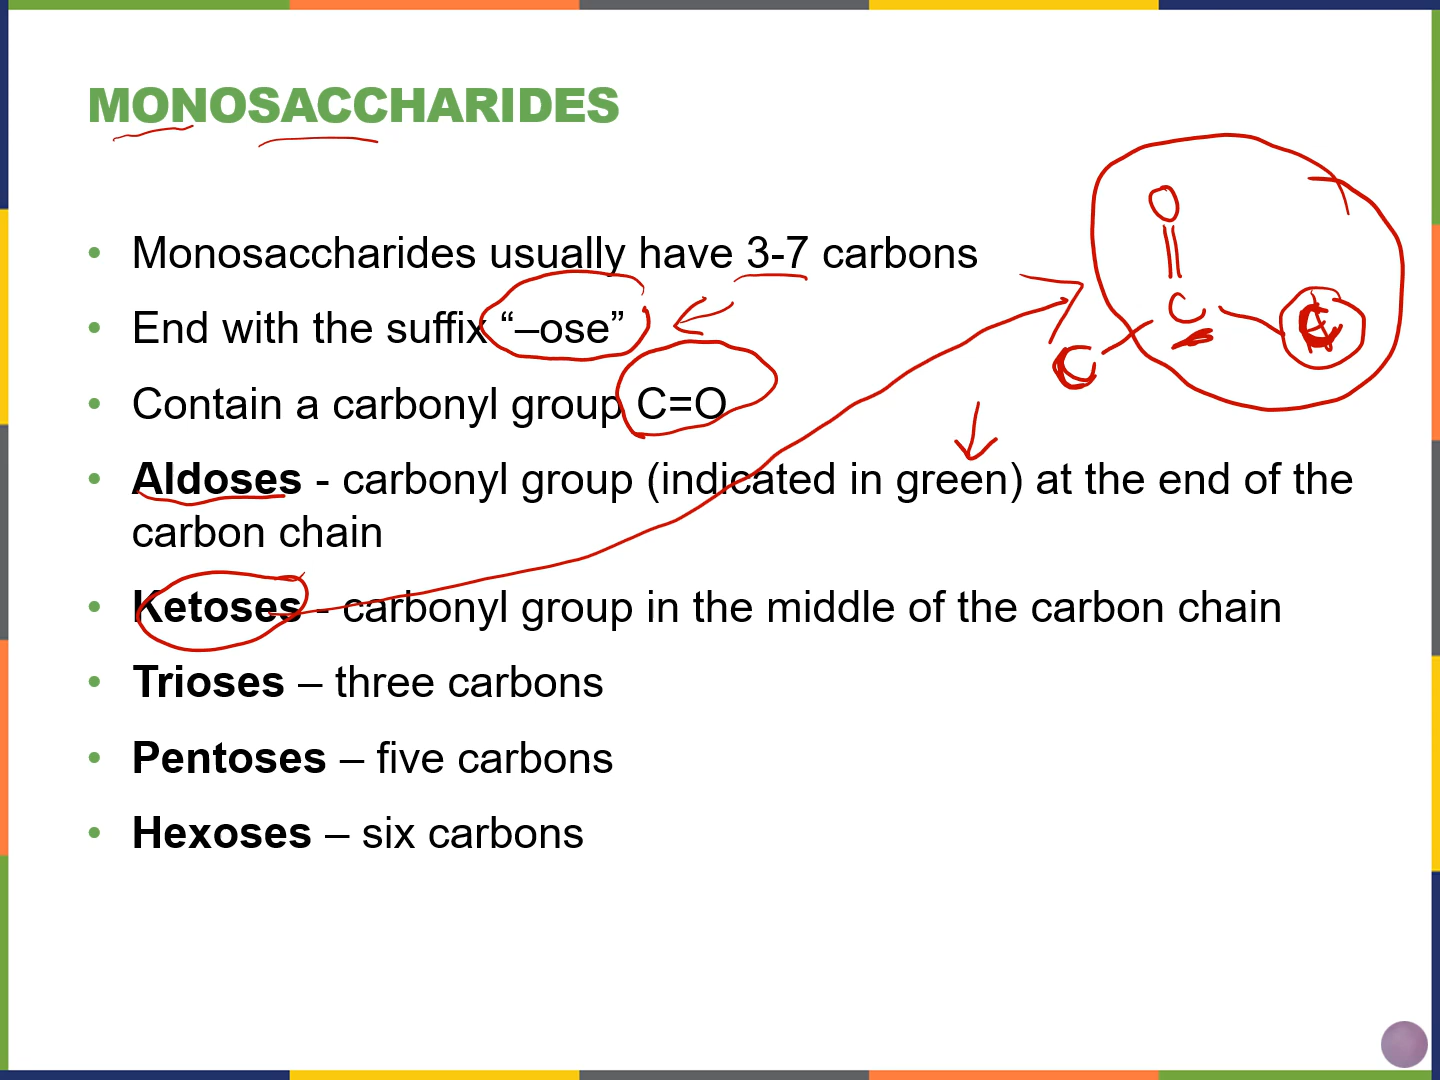 MONOSACCHARIDES
• Monosaccharides usually have 3-7 carbons
• End with the suffix “–ose”
• Contain a carbonyl group C=O
• Aldoses - carbonyl group (indicated in green) at the end of the
carbon chain
• Ketoses - carbonyl group in the middle of the carbon chain
• Trioses – three carbons
• Pentoses – five carbons
• Hexoses – six carbons
O
C
C
C